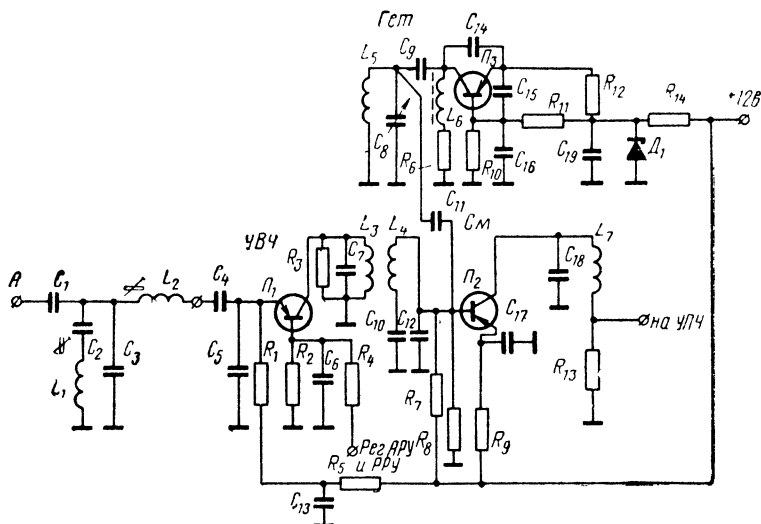 Гет
C14
L5
C9
П3
C15
R12
R14
+12в
R11
L6
C8
R6
R10
C16
C19
Д1
C11
См
УВЧ
L3
L4
L7
R3
C7
C18
П1
П2
A
C1
L2
C4
C17
на УПЧ
C10
C12
C2
C3
C5
R1
R2
C6
R4
R7
R13
L1
R8
R9
Рег АРУ
и РРУ
R5
C13